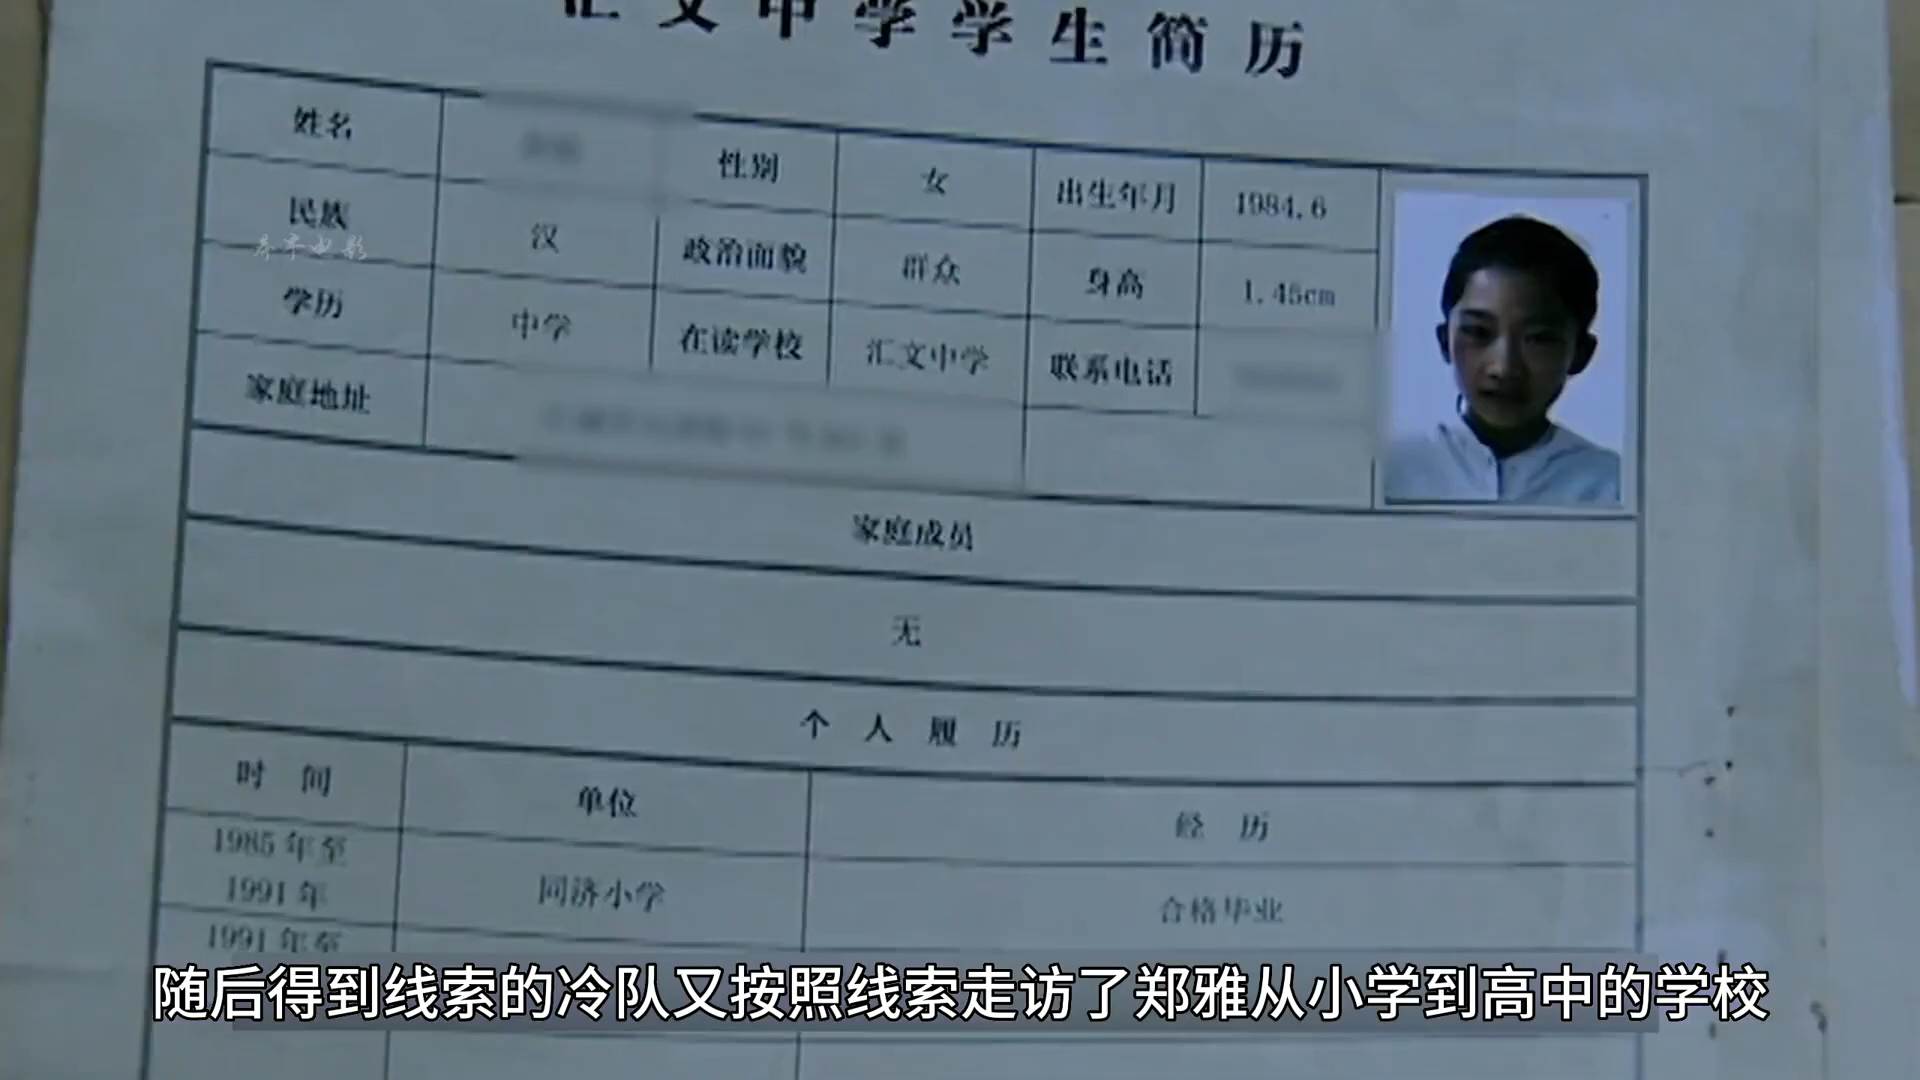 汇文中学学生简历
姓名 性别 女 出生年月 1984.6
民族 汉 政治面貌 群众 身高 1.45cm
学历 中学 在读学校 汇文中学 联系电话
家庭地址
家庭成员
无
个人履历
时间 单位 经历
1985年至
1991年 同济小学 合格毕业
1991年至
随后得到线索的冷队又按照线索走访了郑雅从小学到高中的学校